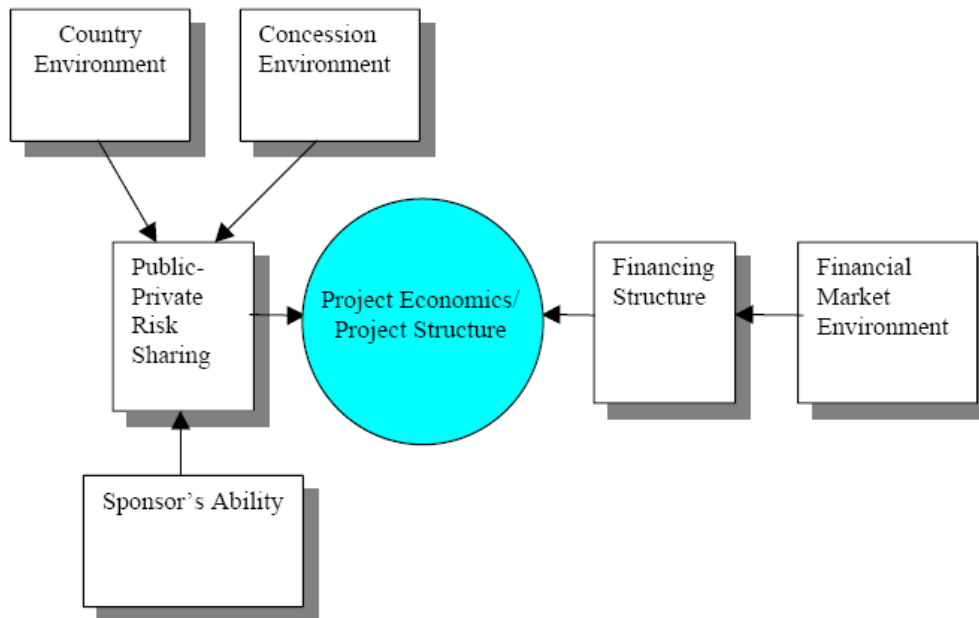 Country
Environment
Concession
Environment
Public-
Private
Risk
Sharing
Project Economics/
Project Structure
Financing
Structure
Financial
Market
Environment
Sponsor’s Ability